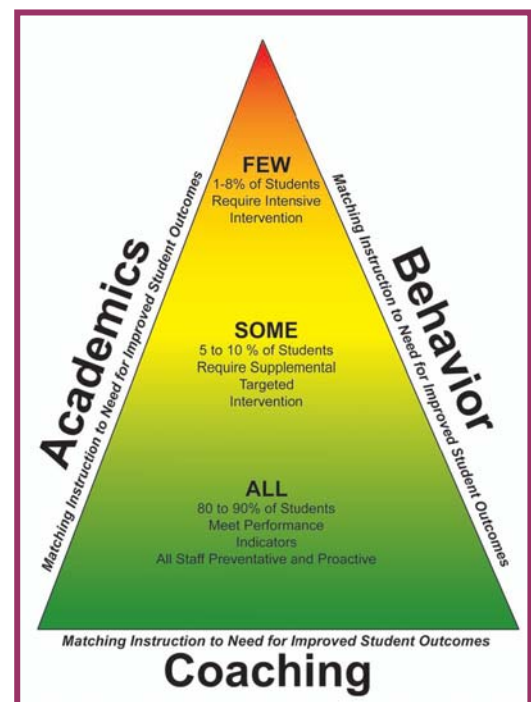 FEW
1-8% of Students
Require Intensive
Intervention
SOME
5 to 10 % of Students
Require Supplemental
Targeted
Intervention
ALL
80 to 90% of Students
Meet Performance
Indicators
All Staff Preventative and Proactive
Academics
Matching Instruction to Need for Improved Student Outcomes
Behavior
Matching Instruction to Need for Improved Student Outcomes
Matching Instruction to Need for Improved Student Outcomes
Coaching